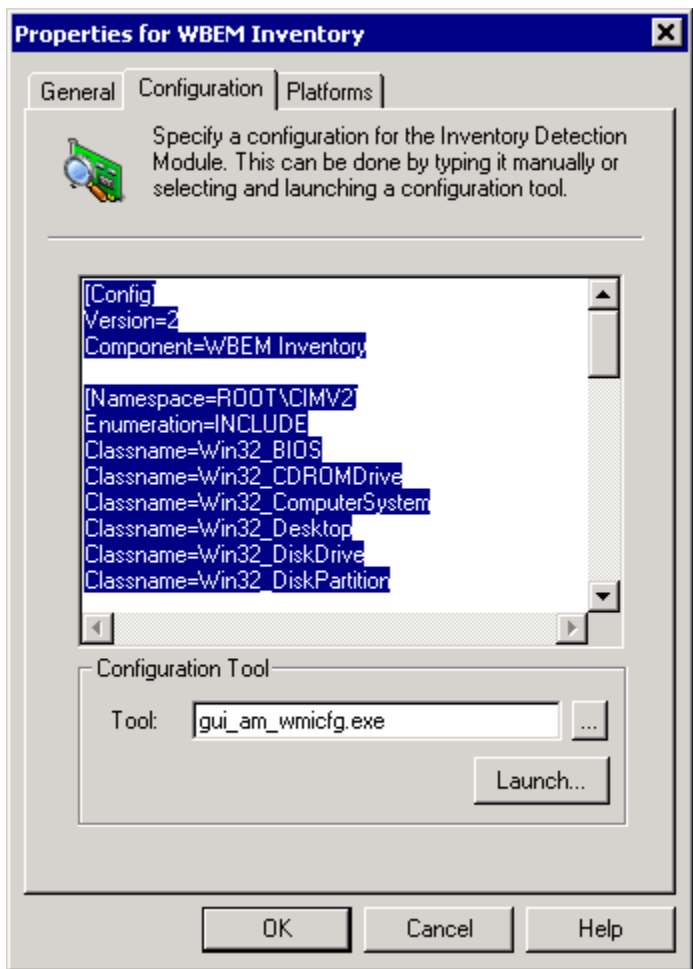 Properties for WBEM Inventory
General Configuration Platforms
Specify a configuration for the Inventory Detection
Module. This can be done by typing it manually or
selecting and launching a configuration tool.
[Config]
Version=2
Component=WBEM Inventory
[Namespace=ROOT\CIMV2]
Enumeration=INCLUDE
Classname=Win32_BIOS
Classname=Win32_CDROMDrive
Classname=Win32_ComputerSystem
Classname=Win32_Desktop
Classname=Win32_DiskDrive
Classname=Win32_DiskPartition
Configuration Tool
Tool: gui_am_wmicfg.exe ...
Launch...
OK Cancel Help